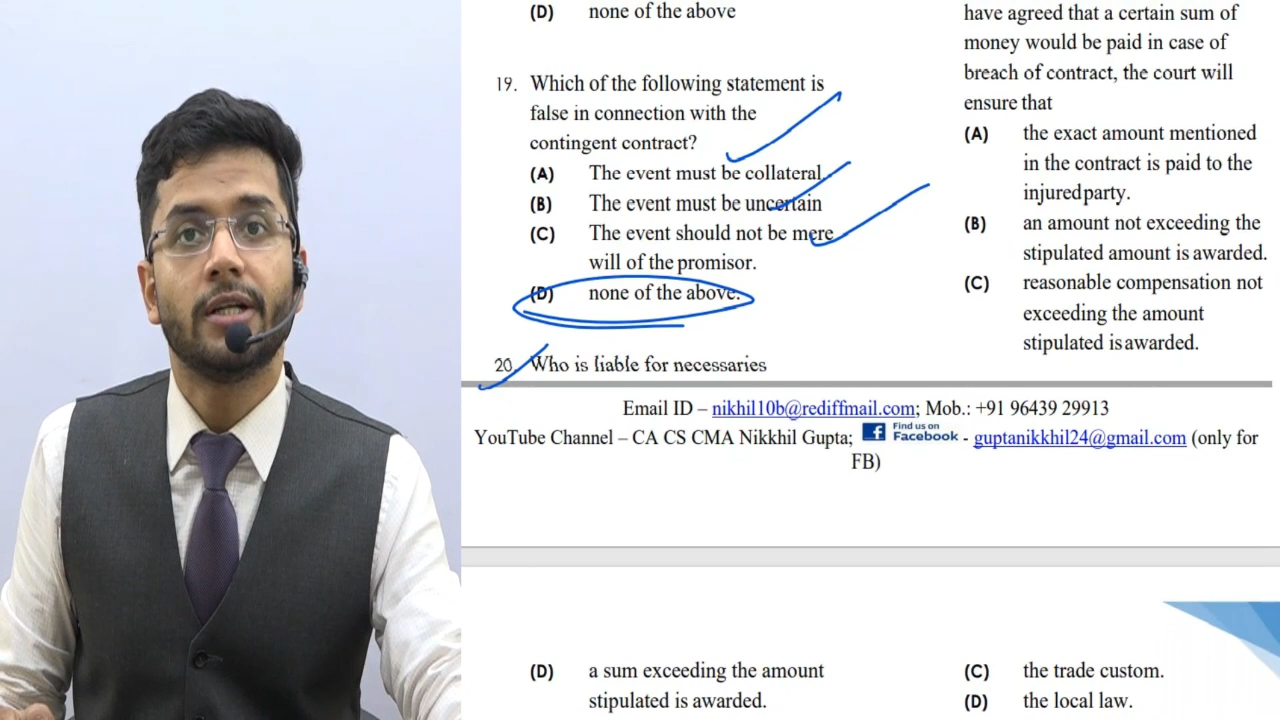 (D) none of the above
19. Which of the following statement is
false in connection with the
contingent contract?
(A) The event must be collateral.
(B) The event must be uncertain
(C) The event should not be mere
will of the promisor.
(D) none of the above.
20. Who is liable for necessaries
have agreed that a certain sum of
money would be paid in case of
breach of contract, the court will
ensure that
(A) the exact amount mentioned
in the contract is paid to the
injured party.
(B) an amount not exceeding the
stipulated amount is awarded.
(C) reasonable compensation not
exceeding the amount
stipulated is awarded.
Email ID – nikhil10b@rediffmail.com; Mob.: +91 96439 29913
YouTube Channel – CA CS CMA Nikkhil Gupta; f Find us on Facebook - guptanikkhil24@gmail.com (only for
FB)
(D) a sum exceeding the amount
stipulated is awarded.
(C) the trade custom.
(D) the local law.